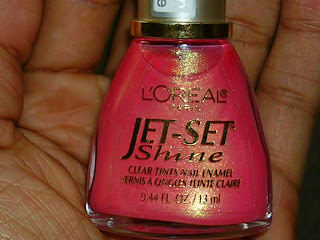 L'ORÉAL
PARIS
JET-SET
Shine
CLEAR TINTS NAIL ENAMEL
VERNIS À ONGLES TEINTE CLAIRE
0.44 FL. OZ / 13 ml